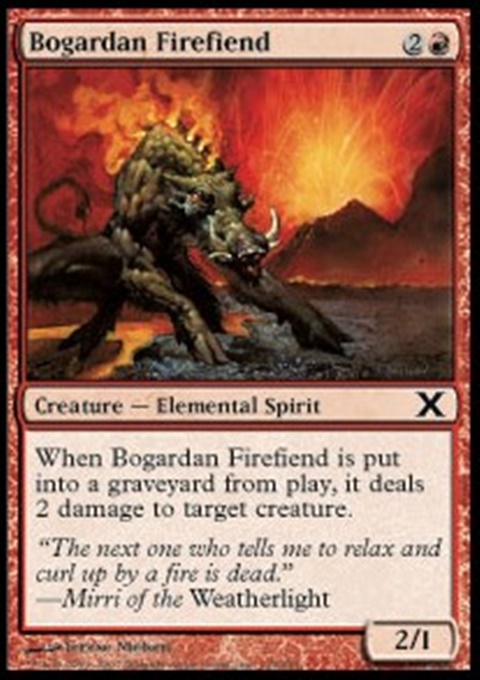 Bogardan Firefiend 2
Creature — Elemental Spirit X
When Bogardan Firefiend is put
into a graveyard from play, it deals
2 damage to target creature.
“The next one who tells me to relax and
curl up by a fire is dead.”
—Mirri of the Weatherlight
2/1